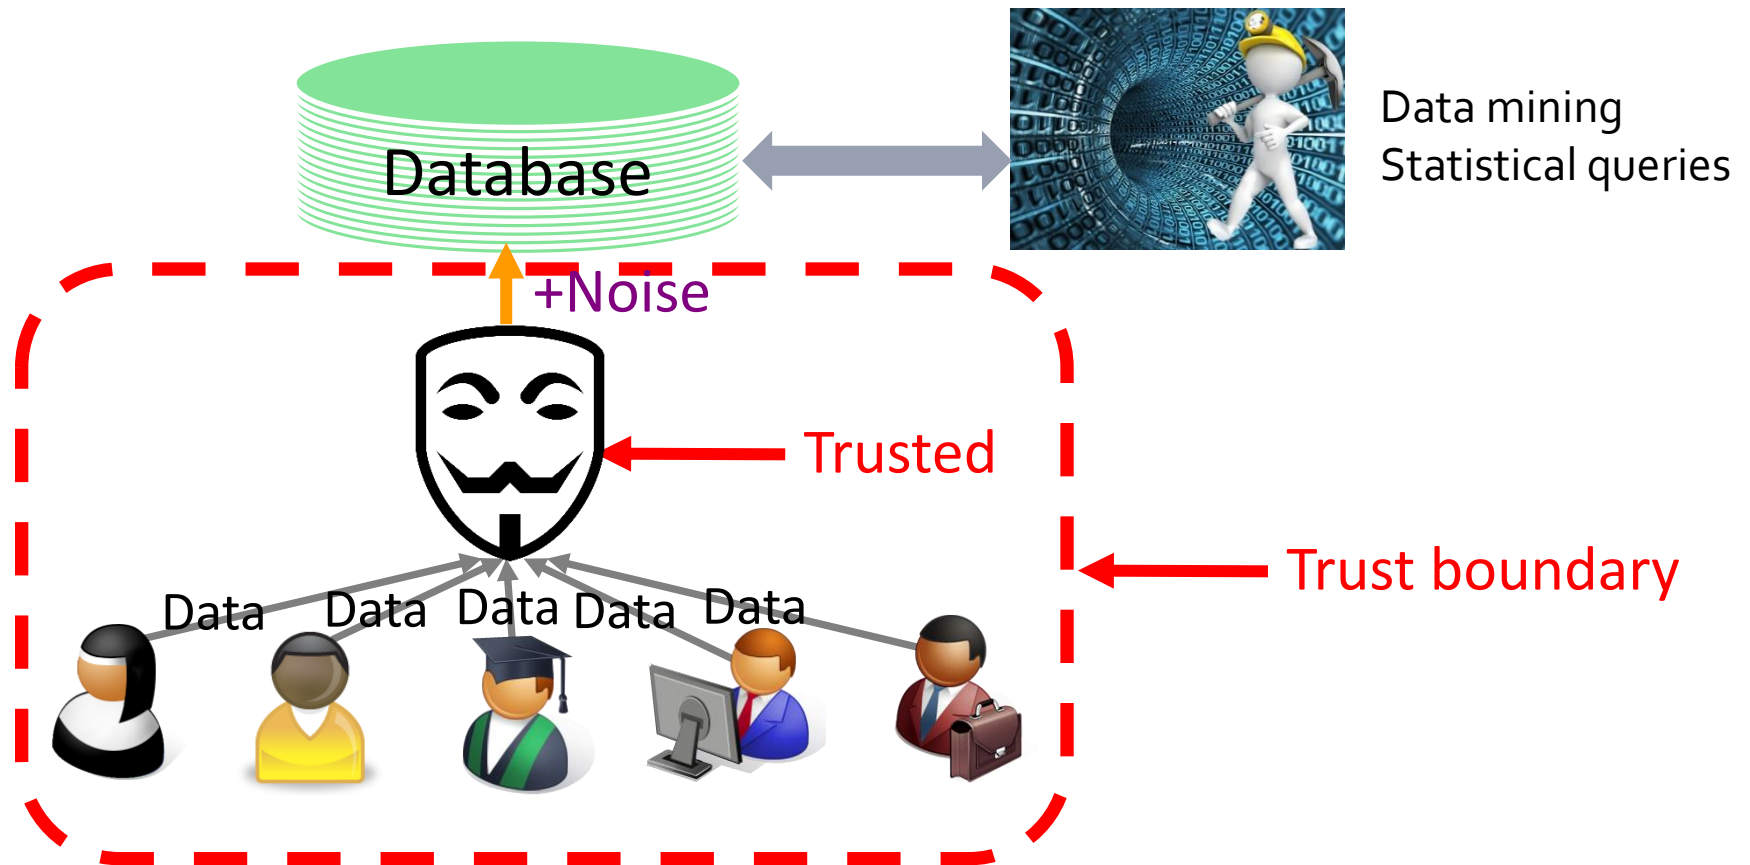 Database
Data mining
Statistical queries
+Noise
Trusted
Trust boundary
Data
Data
Data
Data
Data